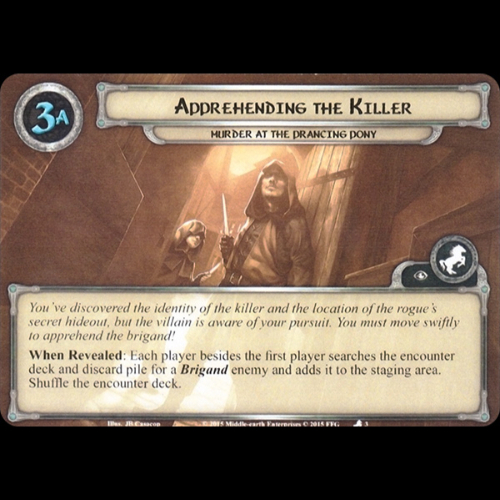 3A
Apprehending the Killer
Murder at the Prancing Pony
You've discovered the identity of the killer and the location of the rogue's
secret hideout, but the villain is aware of your pursuit. You must move swiftly
to apprehend the brigand!
When Revealed: Each player besides the first player searches the encounter
deck and discard pile for a Brigand enemy and adds it to the staging area.
Shuffle the encounter deck.
Illus. JB Casacop © 2015 Middle-earth Enterprises © 2015 FFG 3